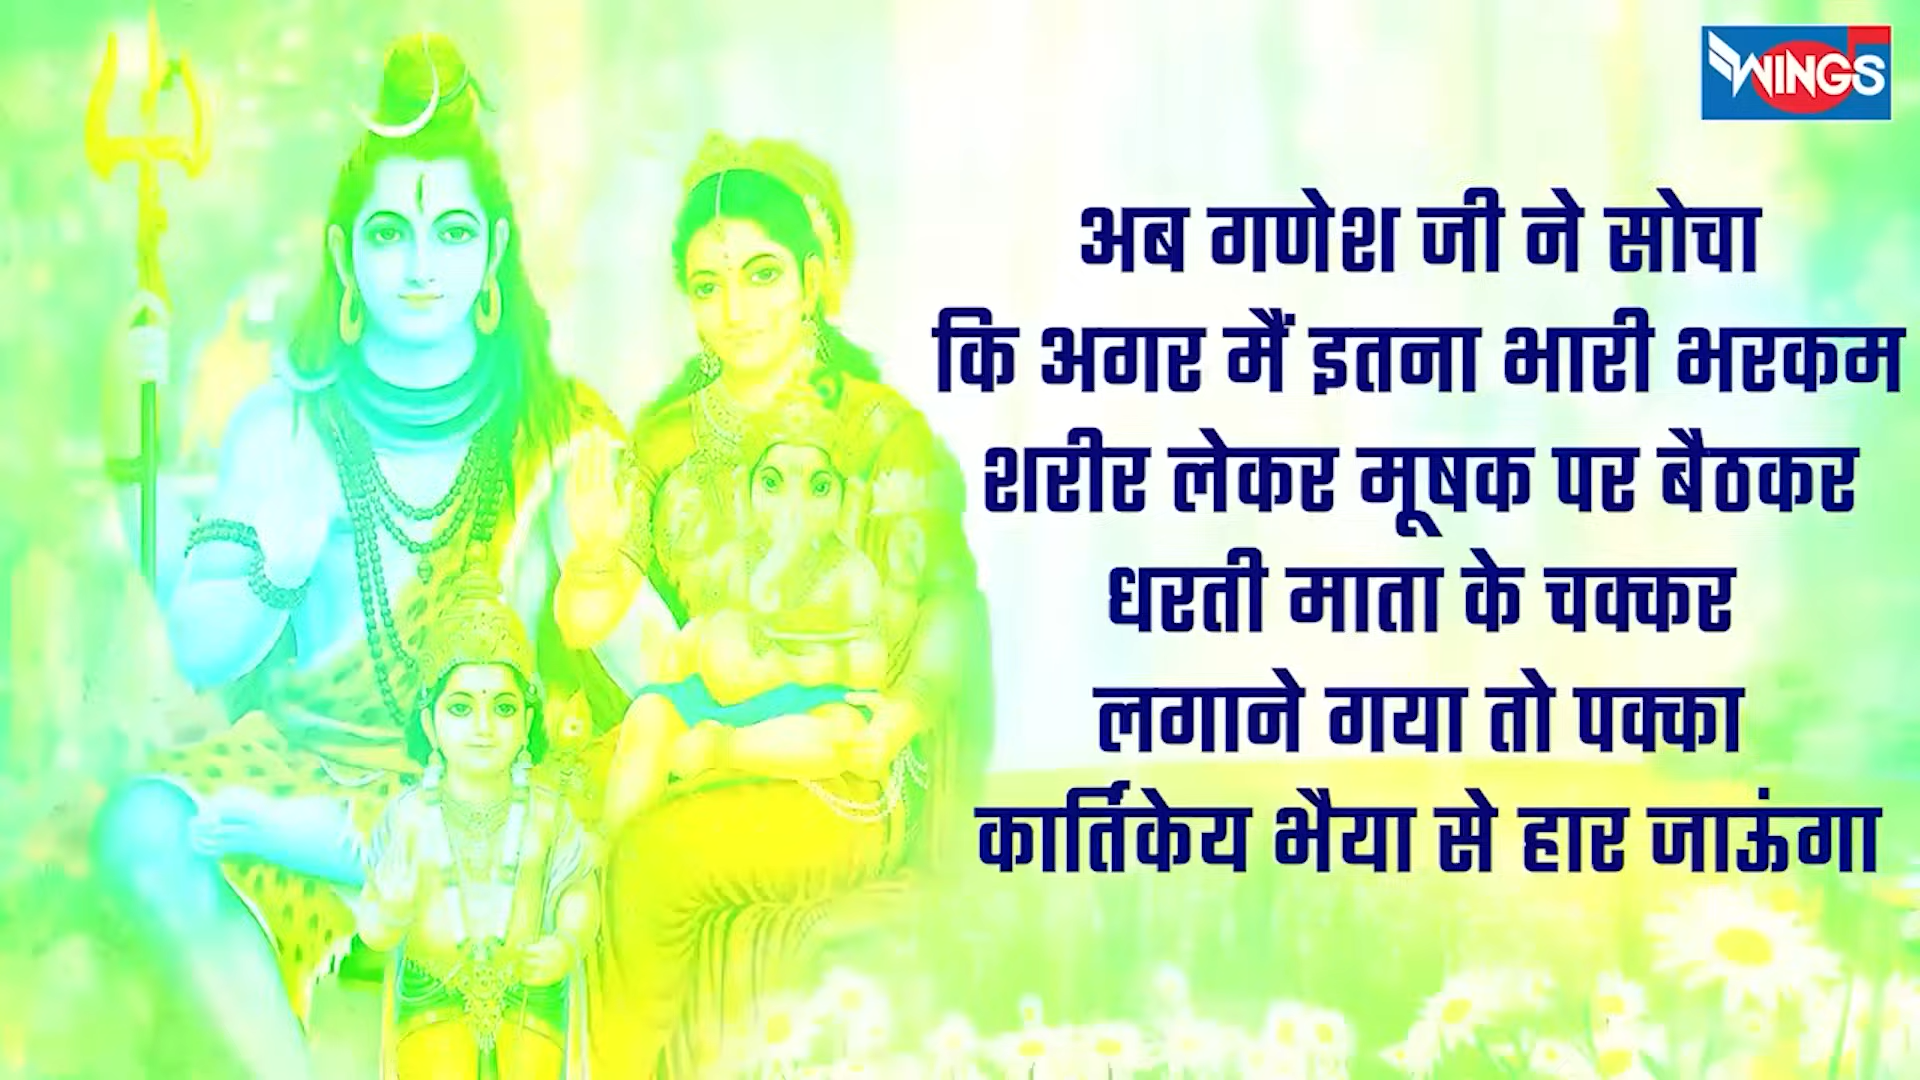 WINGS
अब गणेश जी ने सोचा
कि अगर मैं इतना भारी भरकम
शरीर लेकर मूषक पर बैठकर
धरती माता के चक्कर
लगाने गया तो पक्का
कार्तिकेय भैया से हार जाऊंगा